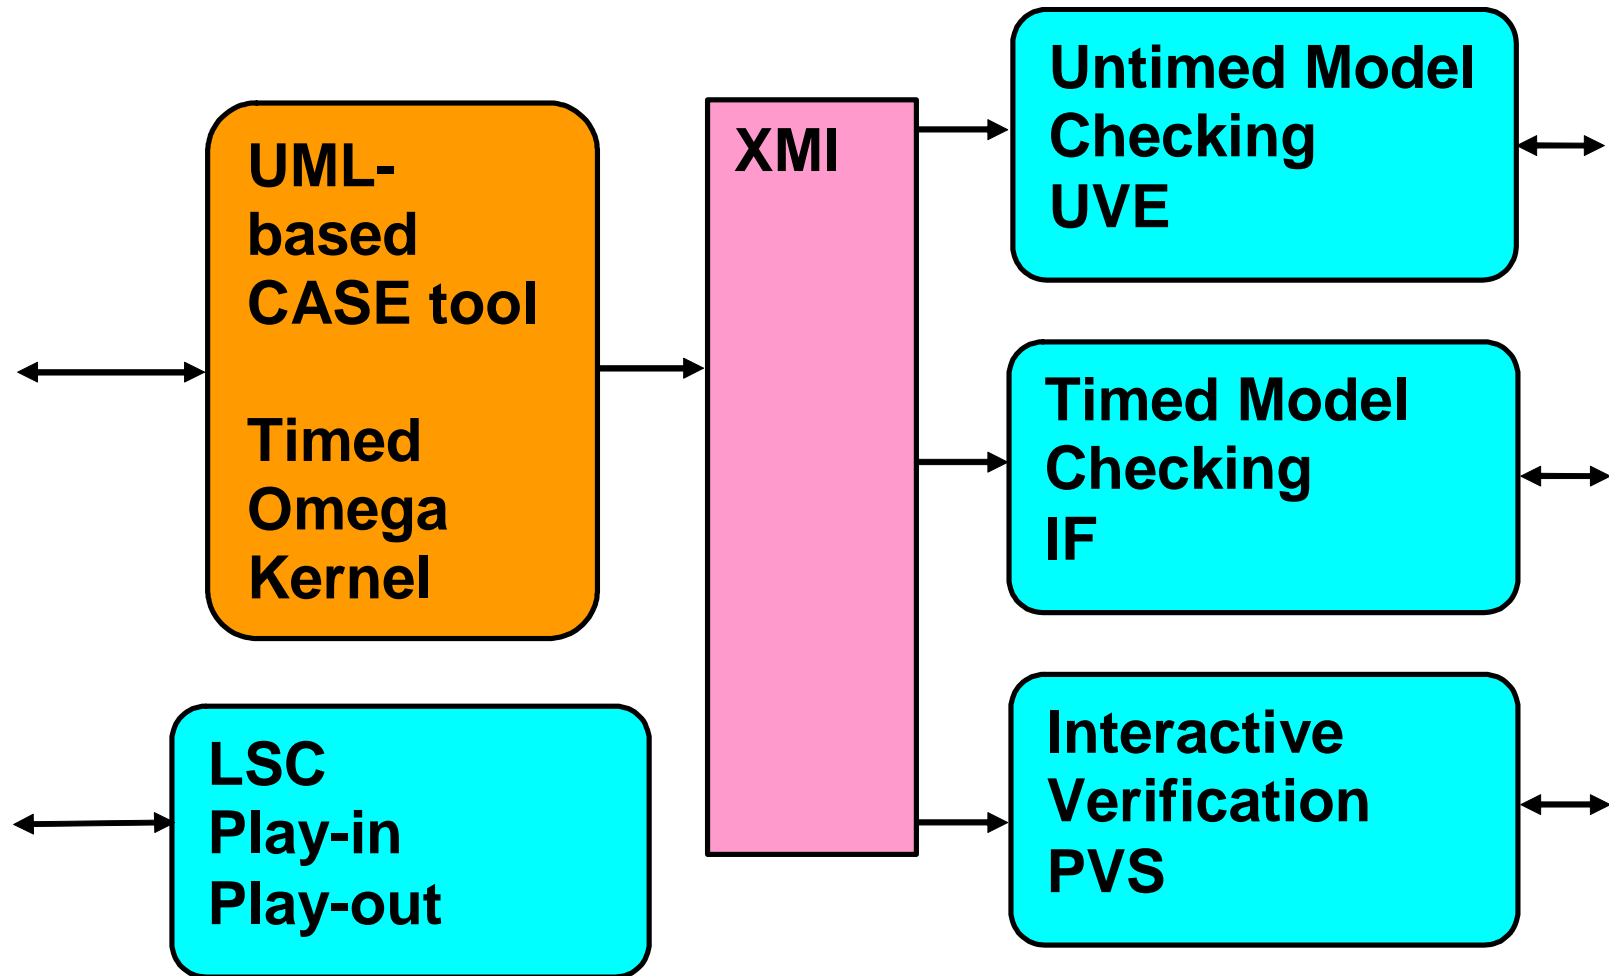 UML-
based
CASE tool
Timed
Omega
Kernel
LSC
Play-in
Play-out
XMI
Untimed Model
Checking
UVE
Timed Model
Checking
IF
Interactive
Verification
PVS